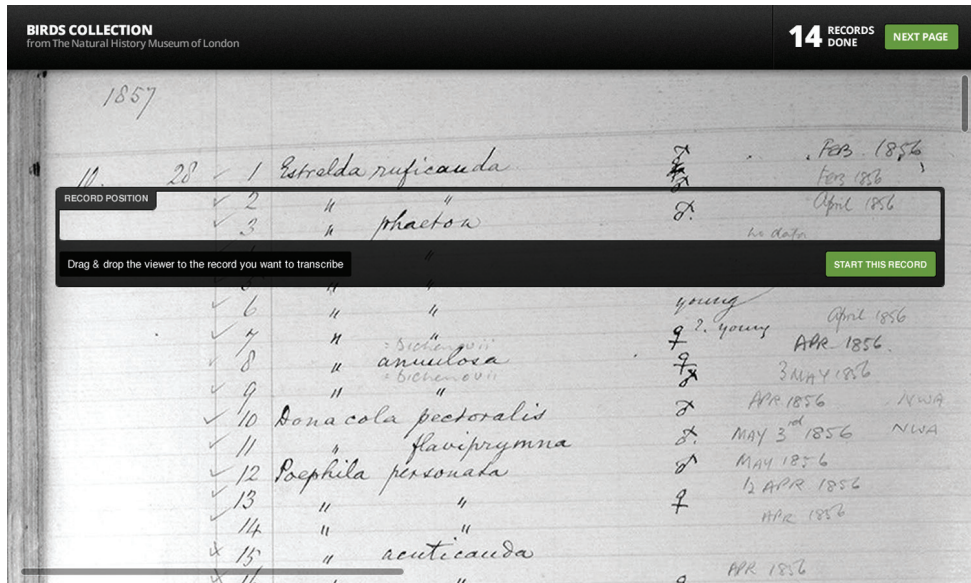 BIRDS COLLECTION
from The Natural History Museum of London
14 RECORDS DONE
NEXT PAGE
1857
10. 28 1 Estrelda ruficauda ♂ FEB 1856
♀ FEB 1856
RECORD POSITION
2 " " ♂ April 1856
3 " phaeton ♂.
no data
Drag & drop the viewer to the record you want to transcribe
START THIS RECORD
"
6 " " young April 1856
7 " " ♀ ?. young APR 1856.
= bichenovii
8 " annulosa ♀ 3 MAY 1856
= bichenovii
9 " " ♂ APR 1856 NWA
10 Donacola pectoralis ♂ MAY 3rd 1856 NWA
11 " flaviprymna ♂. MAY 1856
12 Poephila personata ♂ 12 APR 1856
13 " " ♀ APR 1856
14 " "
15 " acuticauda APR 1856